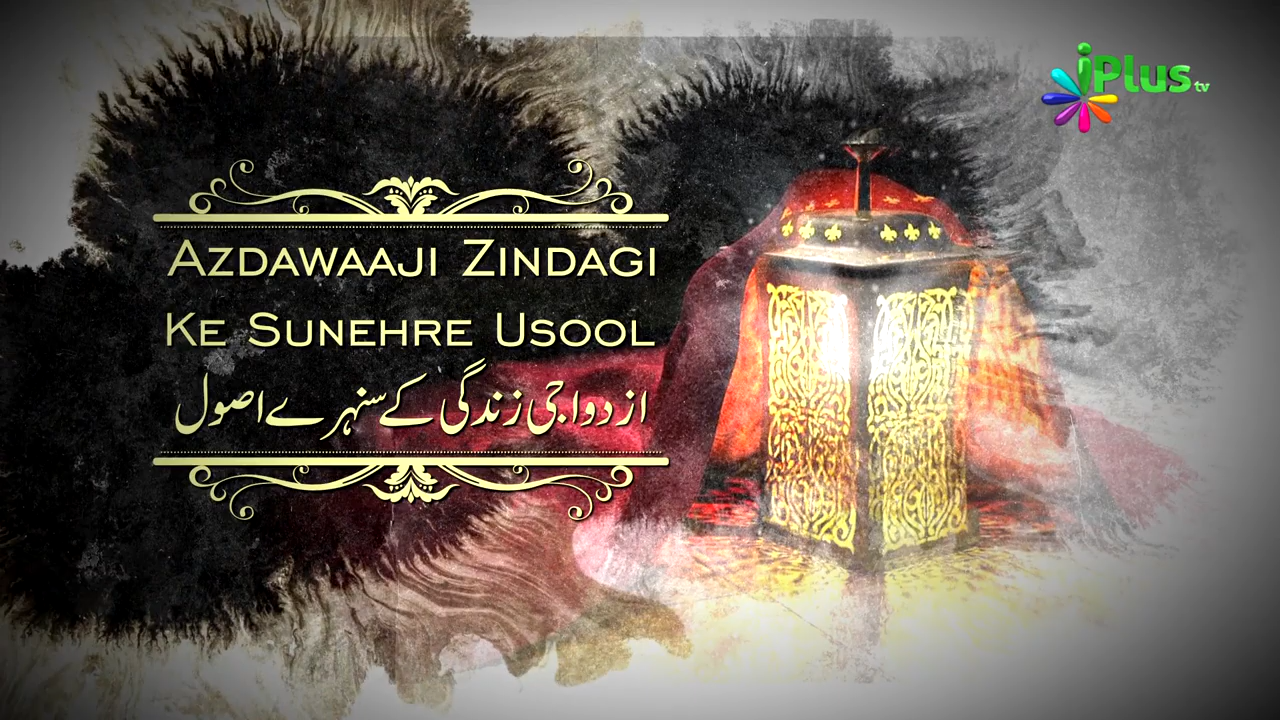 iPlus tv
Azdawaaji Zindagi
Ke Sunehre Usool
ازدواجی زندگی کے سنہرے اصول